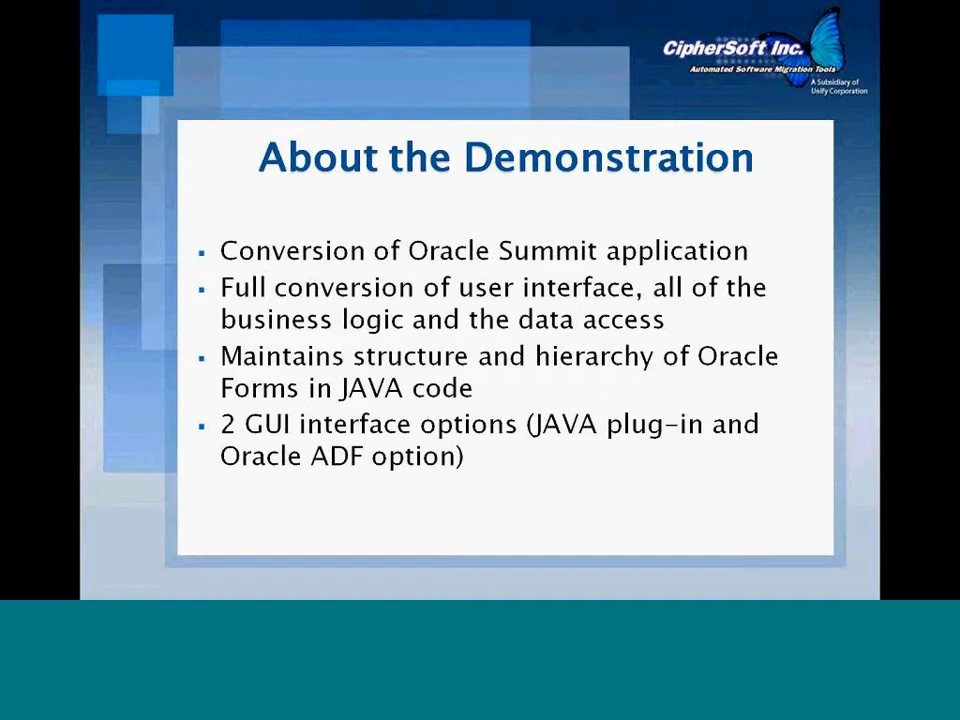 CipherSoft Inc.
Automated Software Migration Tools
A Subsidiary of
Unify Corporation
About the Demonstration
▪ Conversion of Oracle Summit application
▪ Full conversion of user interface, all of the
business logic and the data access
▪ Maintains structure and hierarchy of Oracle
Forms in JAVA code
▪ 2 GUI interface options (JAVA plug-in and
Oracle ADF option)